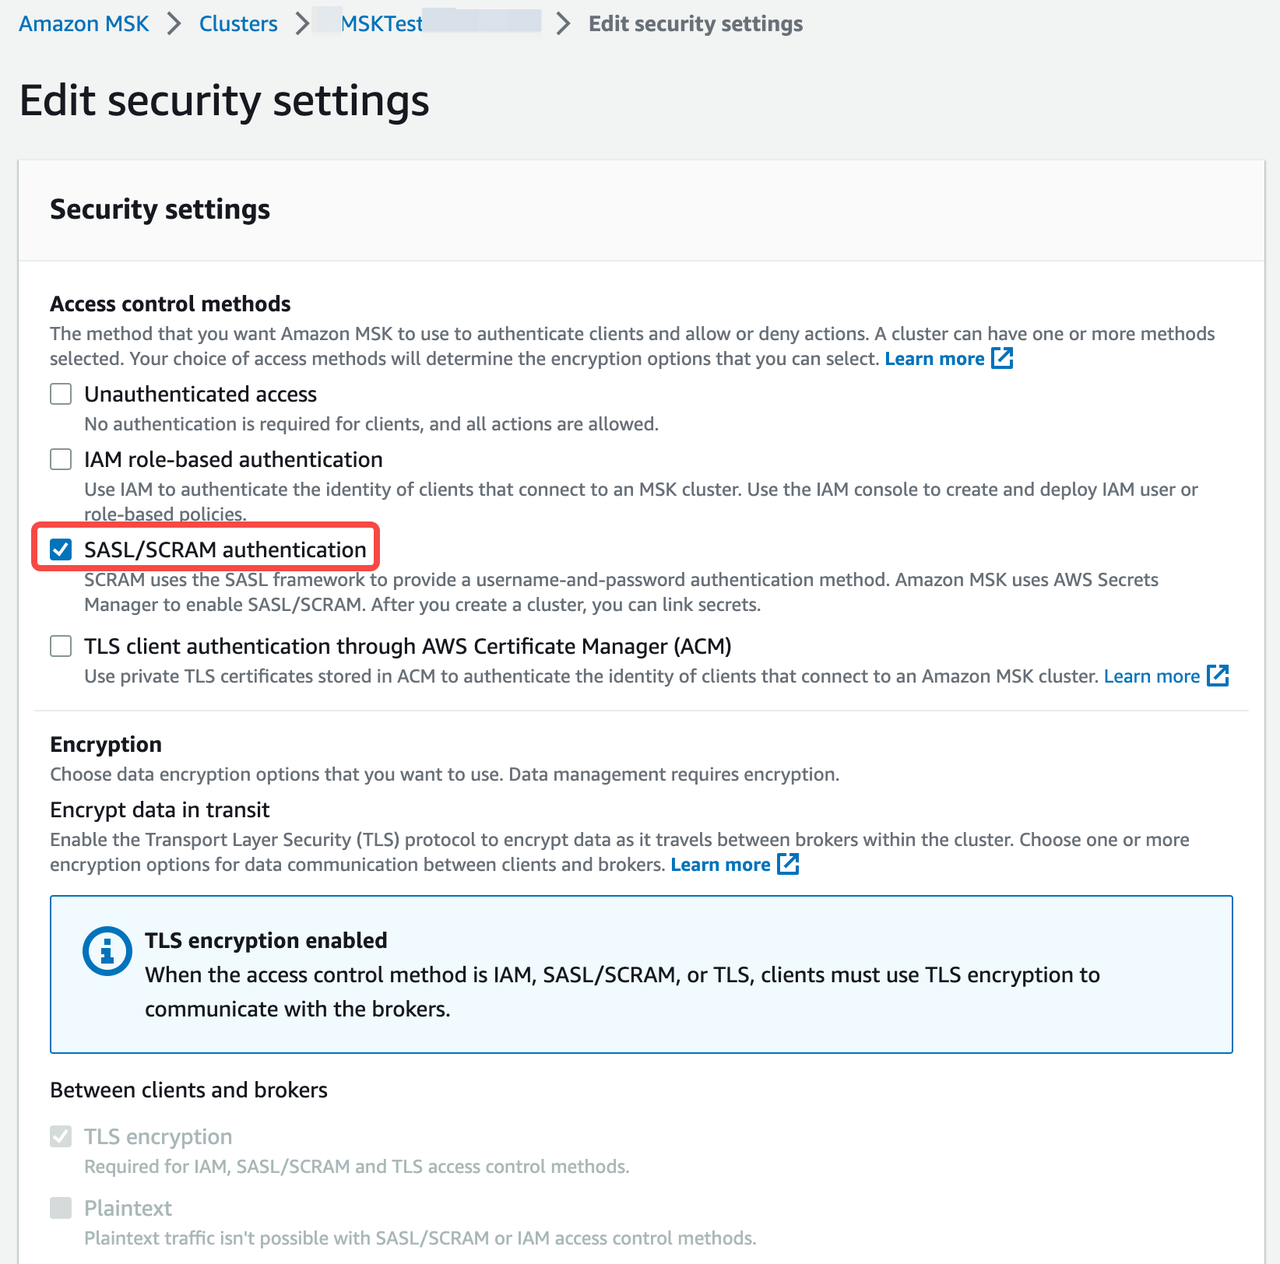 Amazon MSK > Clusters > MSKTest > Edit security settings
Edit security settings
Security settings
Access control methods
The method that you want Amazon MSK to use to authenticate clients and allow or deny actions. A cluster can have one or more methods
selected. Your choice of access methods will determine the encryption options that you can select. Learn more
Unauthenticated access
No authentication is required for clients, and all actions are allowed.
IAM role-based authentication
Use IAM to authenticate the identity of clients that connect to an MSK cluster. Use the IAM console to create and deploy IAM user or
role-based policies.
SASL/SCRAM authentication
SCRAM uses the SASL framework to provide a username-and-password authentication method. Amazon MSK uses AWS Secrets
Manager to enable SASL/SCRAM. After you create a cluster, you can link secrets.
TLS client authentication through AWS Certificate Manager (ACM)
Use private TLS certificates stored in ACM to authenticate the identity of clients that connect to an Amazon MSK cluster. Learn more
Encryption
Choose data encryption options that you want to use. Data management requires encryption.
Encrypt data in transit
Enable the Transport Layer Security (TLS) protocol to encrypt data as it travels between brokers within the cluster. Choose one or more
encryption options for data communication between clients and brokers. Learn more
TLS encryption enabled
When the access control method is IAM, SASL/SCRAM, or TLS, clients must use TLS encryption to
communicate with the brokers.
Between clients and brokers
TLS encryption
Required for IAM, SASL/SCRAM and TLS access control methods.
Plaintext
Plaintext traffic isn't possible with SASL/SCRAM or IAM access control methods.